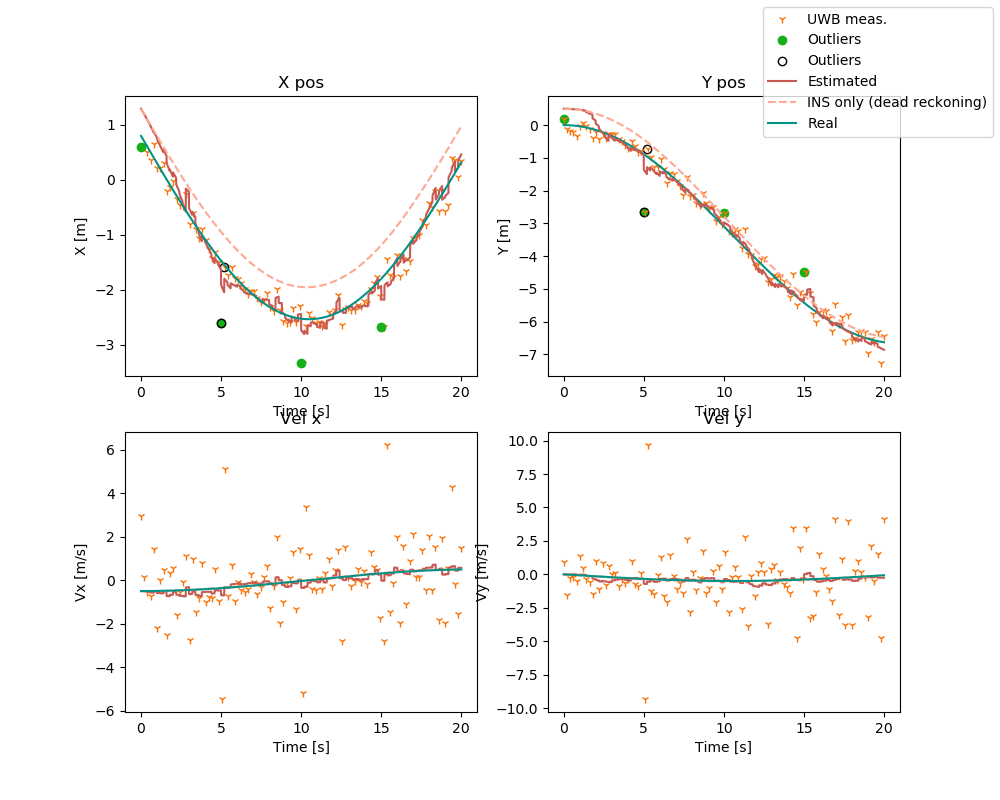 UWB meas.
Outliers
Outliers
Estimated
INS only (dead reckoning)
Real
X pos
X [m]
1
0
−1
−2
−3
0
5
10
15
20
Time [s]
Y pos
Y [m]
0
−1
−2
−3
−4
−5
−6
−7
0
5
10
15
20
Time [s]
Vel x
Vx [m/s]
6
4
2
0
−2
−4
−6
0
5
10
15
20
Time [s]
Vel y
Vy [m/s]
10.0
7.5
5.0
2.5
0.0
−2.5
−5.0
−7.5
−10.0
0
5
10
15
20
Time [s]